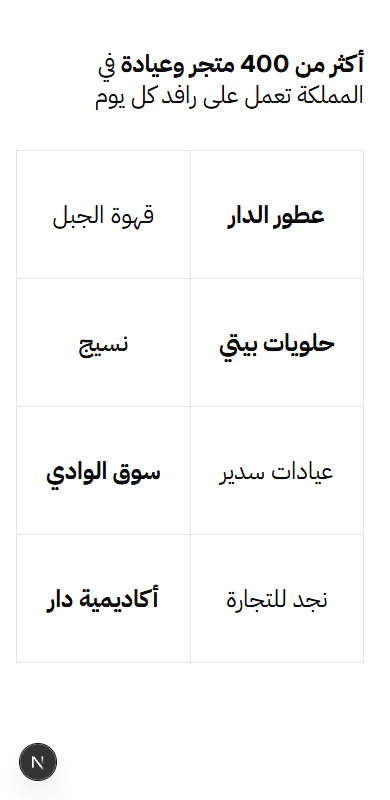 أكثر من 400 متجر وعيادة في
المملكة تعمل على رافد كل يوم
عطور الدار
قهوة الجبل
حلويات بيتي
نسيج
عيادات سدير
سوق الوادي
نجد للتجارة
أكاديمية دار
N